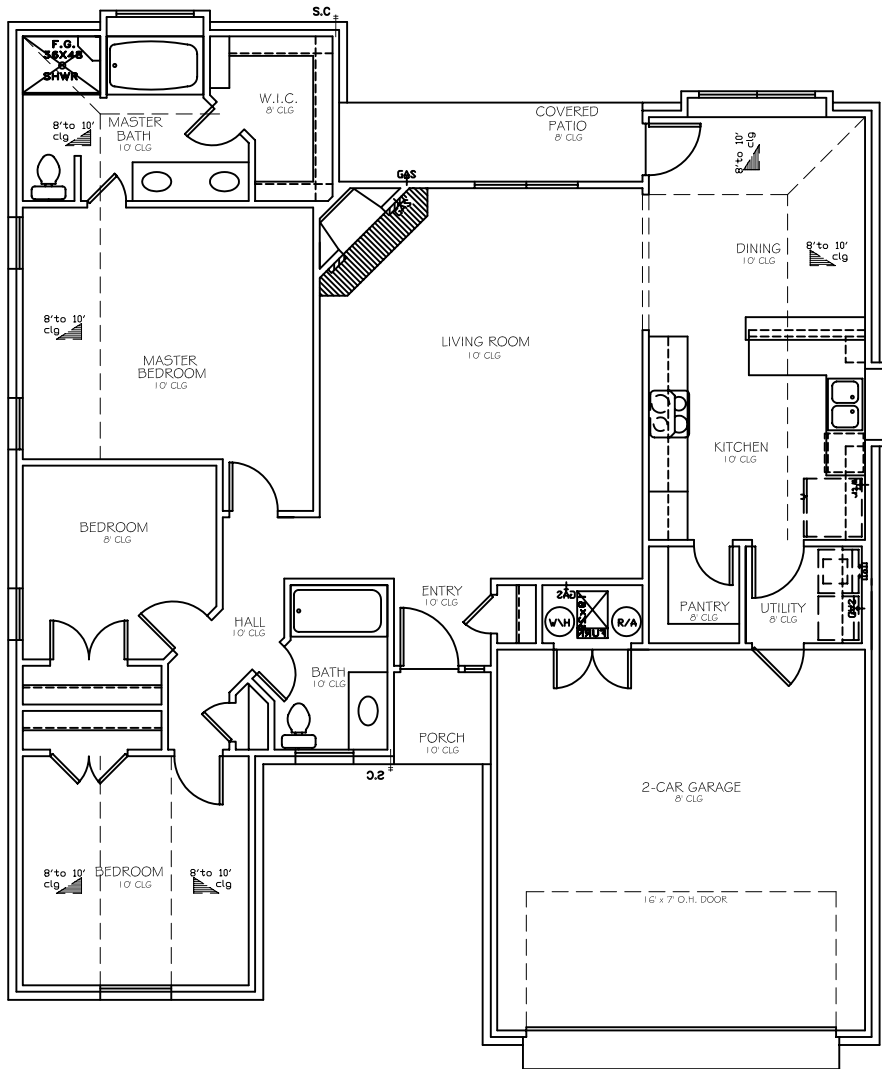 S.C
F.G.
36X48
SHWR
W.I.C.
8' CLG
8'to 10'
clg
MASTER
BATH
10' CLG
COVERED
PATIO
8' CLG
8'to 10'
clg
GAS
GAS
DINING
10' CLG
8'to 10'
clg
8'to 10'
clg
MASTER
BEDROOM
10' CLG
LIVING ROOM
10' CLG
KITCHEN
10' CLG
BEDROOM
8' CLG
HALL
10' CLG
ENTRY
10' CLG
GAS
W\H
FURN
R/A
PANTRY
8' CLG
UTILITY
8' CLG
BATH
10' CLG
PORCH
10' CLG
S.C
2-CAR GARAGE
8' CLG
8'to 10'
clg
BEDROOM
10' CLG
8'to 10'
clg
16' x 7' O.H. DOOR